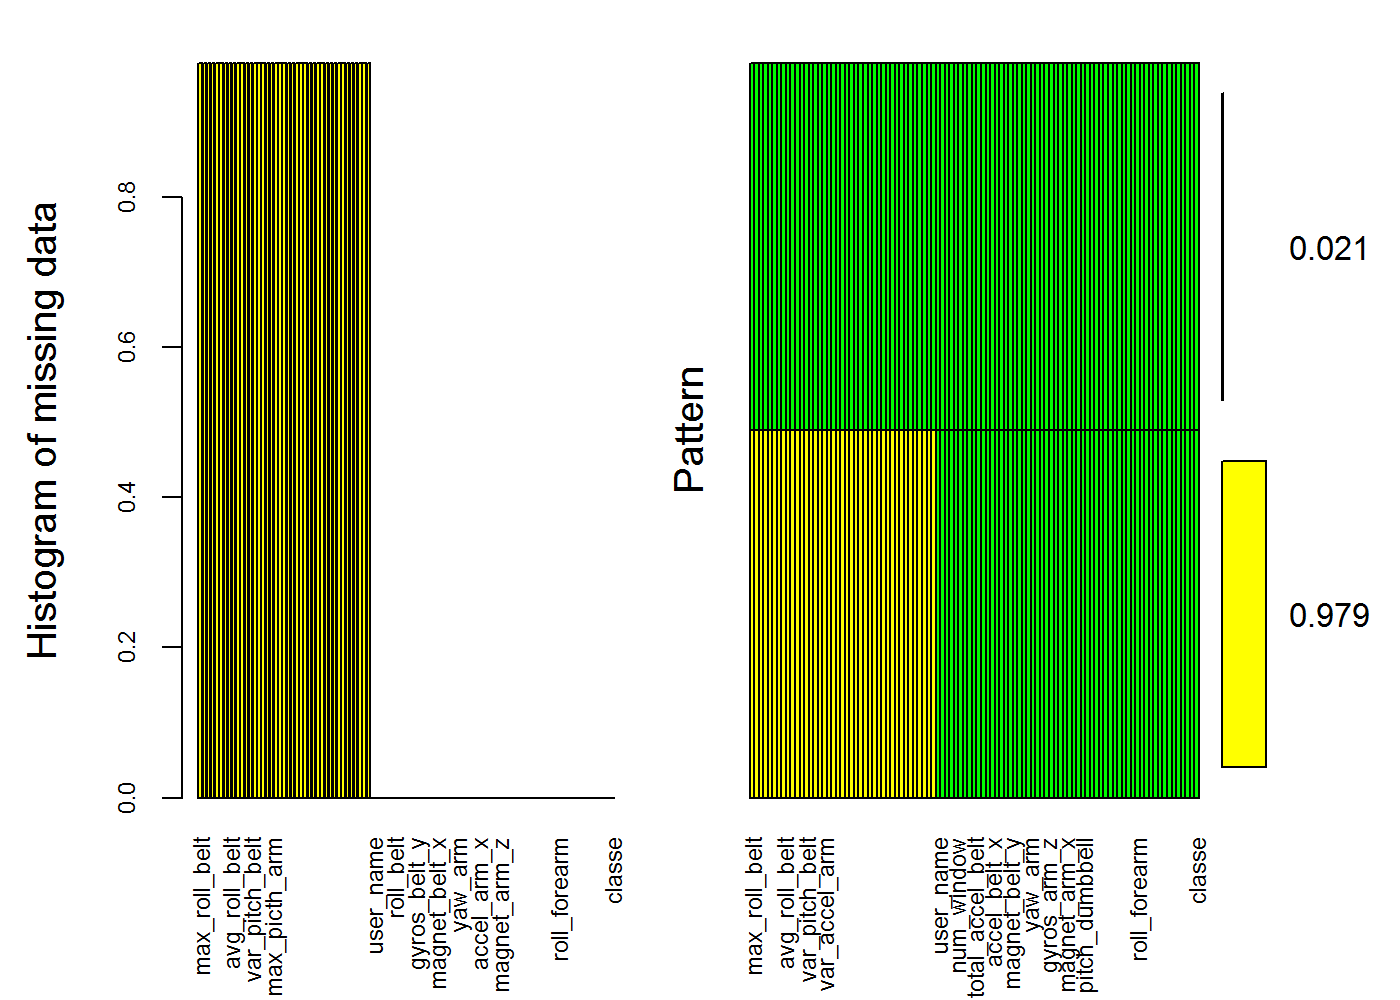 Histogram of missing data
0.0
0.2
0.4
0.6
0.8
max_roll_belt
avg_roll_belt
var_pitch_belt
max_picth_arm
user_name
roll_belt
gyros_belt_y
magnet_belt_x
yaw_arm
accel_arm_x
magnet_arm_z
roll_forearm
classe
Pattern
max_roll_belt
avg_roll_belt
var_pitch_belt
var_accel_arm
user_name
num_window
total_accel_belt
accel_belt_x
magnet_belt_y
yaw_arm
gyros_arm_z
magnet_arm_x
pitch_dumbbell
roll_forearm
classe
0.021
0.979